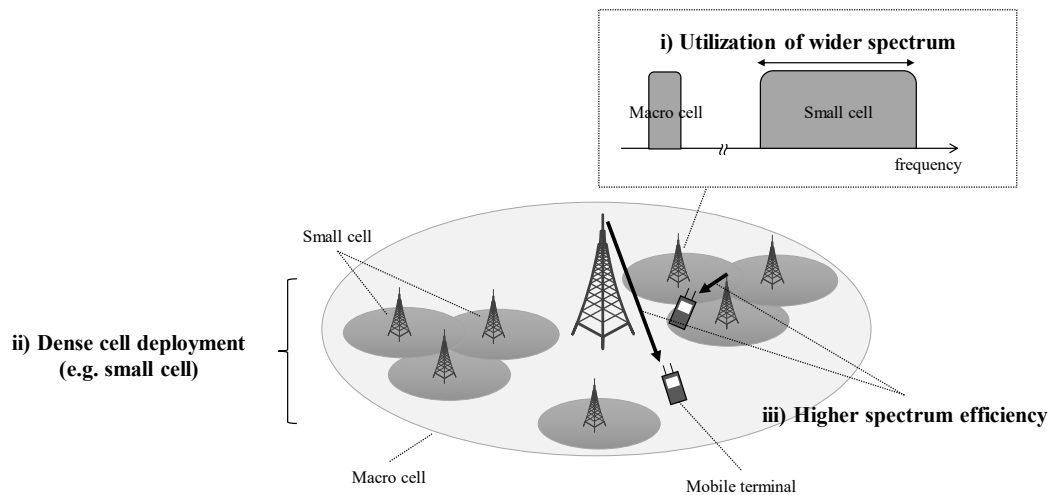 i) Utilization of wider spectrum
Macro cell
Small cell
frequency
Small cell
ii) Dense cell deployment
(e.g. small cell)
iii) Higher spectrum efficiency
Macro cell
Mobile terminal